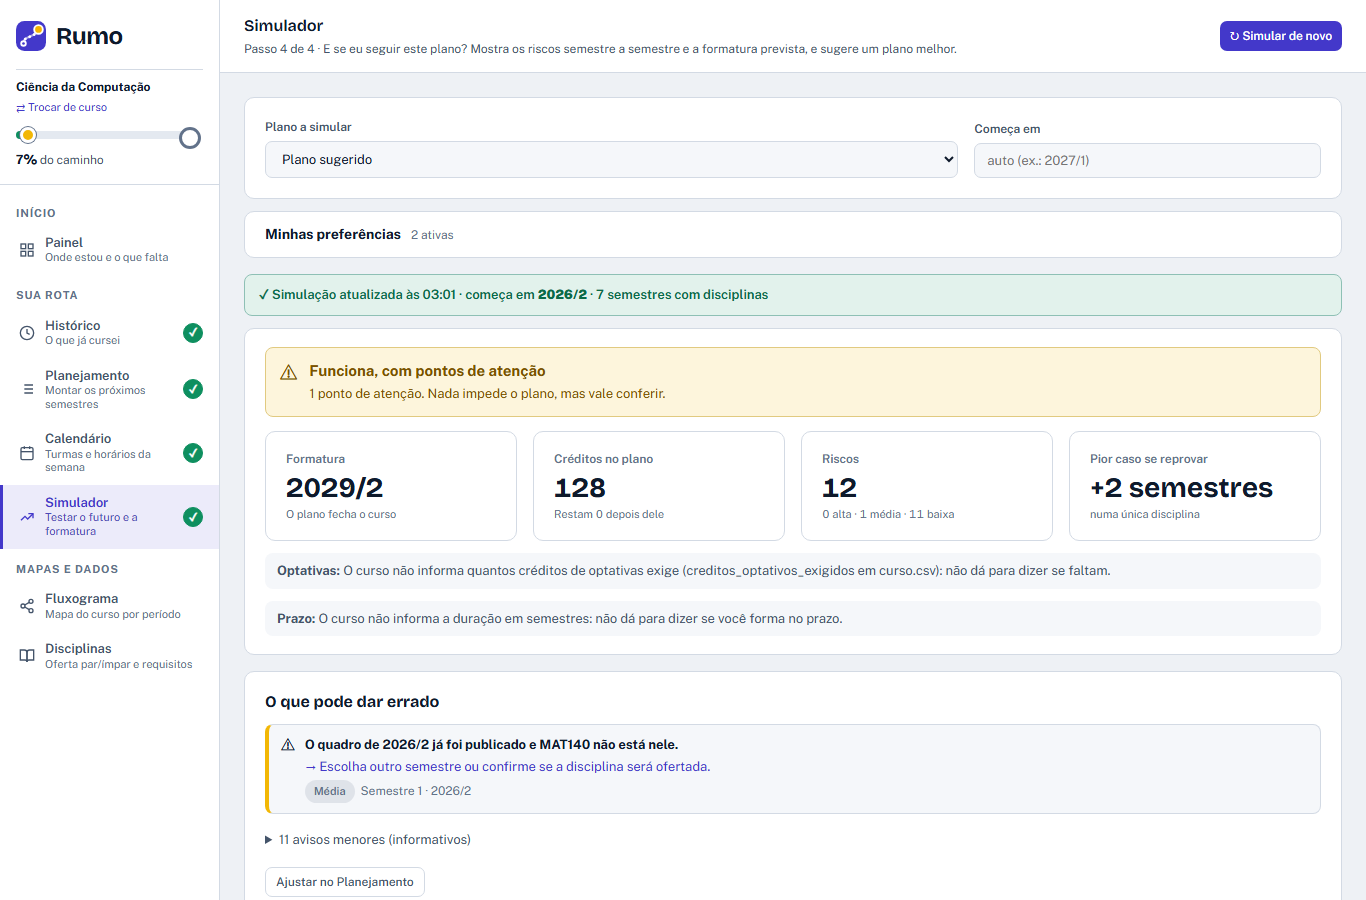 Rumo
Ciência da Computação
⇄ Trocar de curso
7% do caminho
INÍCIO
Painel
Onde estou e o que falta
SUA ROTA
Histórico
O que já cursei
Planejamento
Montar os próximos
semestres
Calendário
Turmas e horários da
semana
Simulador
Testar o futuro e a
formatura
MAPAS E DADOS
Fluxograma
Mapa do curso por período
Disciplinas
Oferta par/ímpar e requisitos
Simulador
Passo 4 de 4 · E se eu seguir este plano? Mostra os riscos semestre a semestre e a formatura prevista, e sugere um plano melhor.
↻ Simular de novo
Plano a simular
Plano sugerido
Começa em
auto (ex.: 2027/1)
Minhas preferências 2 ativas
✓ Simulação atualizada às 03:01 · começa em 2026/2 · 7 semestres com disciplinas
Funciona, com pontos de atenção
1 ponto de atenção. Nada impede o plano, mas vale conferir.
Formatura
2029/2
O plano fecha o curso
Créditos no plano
128
Restam 0 depois dele
Riscos
12
0 alta · 1 média · 11 baixa
Pior caso se reprovar
+2 semestres
numa única disciplina
Optativas: O curso não informa quantos créditos de optativas exige (creditos_optativos_exigidos em curso.csv): não dá para dizer se faltam.
Prazo: O curso não informa a duração em semestres: não dá para dizer se você forma no prazo.
O que pode dar errado
⚠ O quadro de 2026/2 já foi publicado e MAT140 não está nele.
→ Escolha outro semestre ou confirme se a disciplina será ofertada.
Média Semestre 1 · 2026/2
▶ 11 avisos menores (informativos)
Ajustar no Planejamento